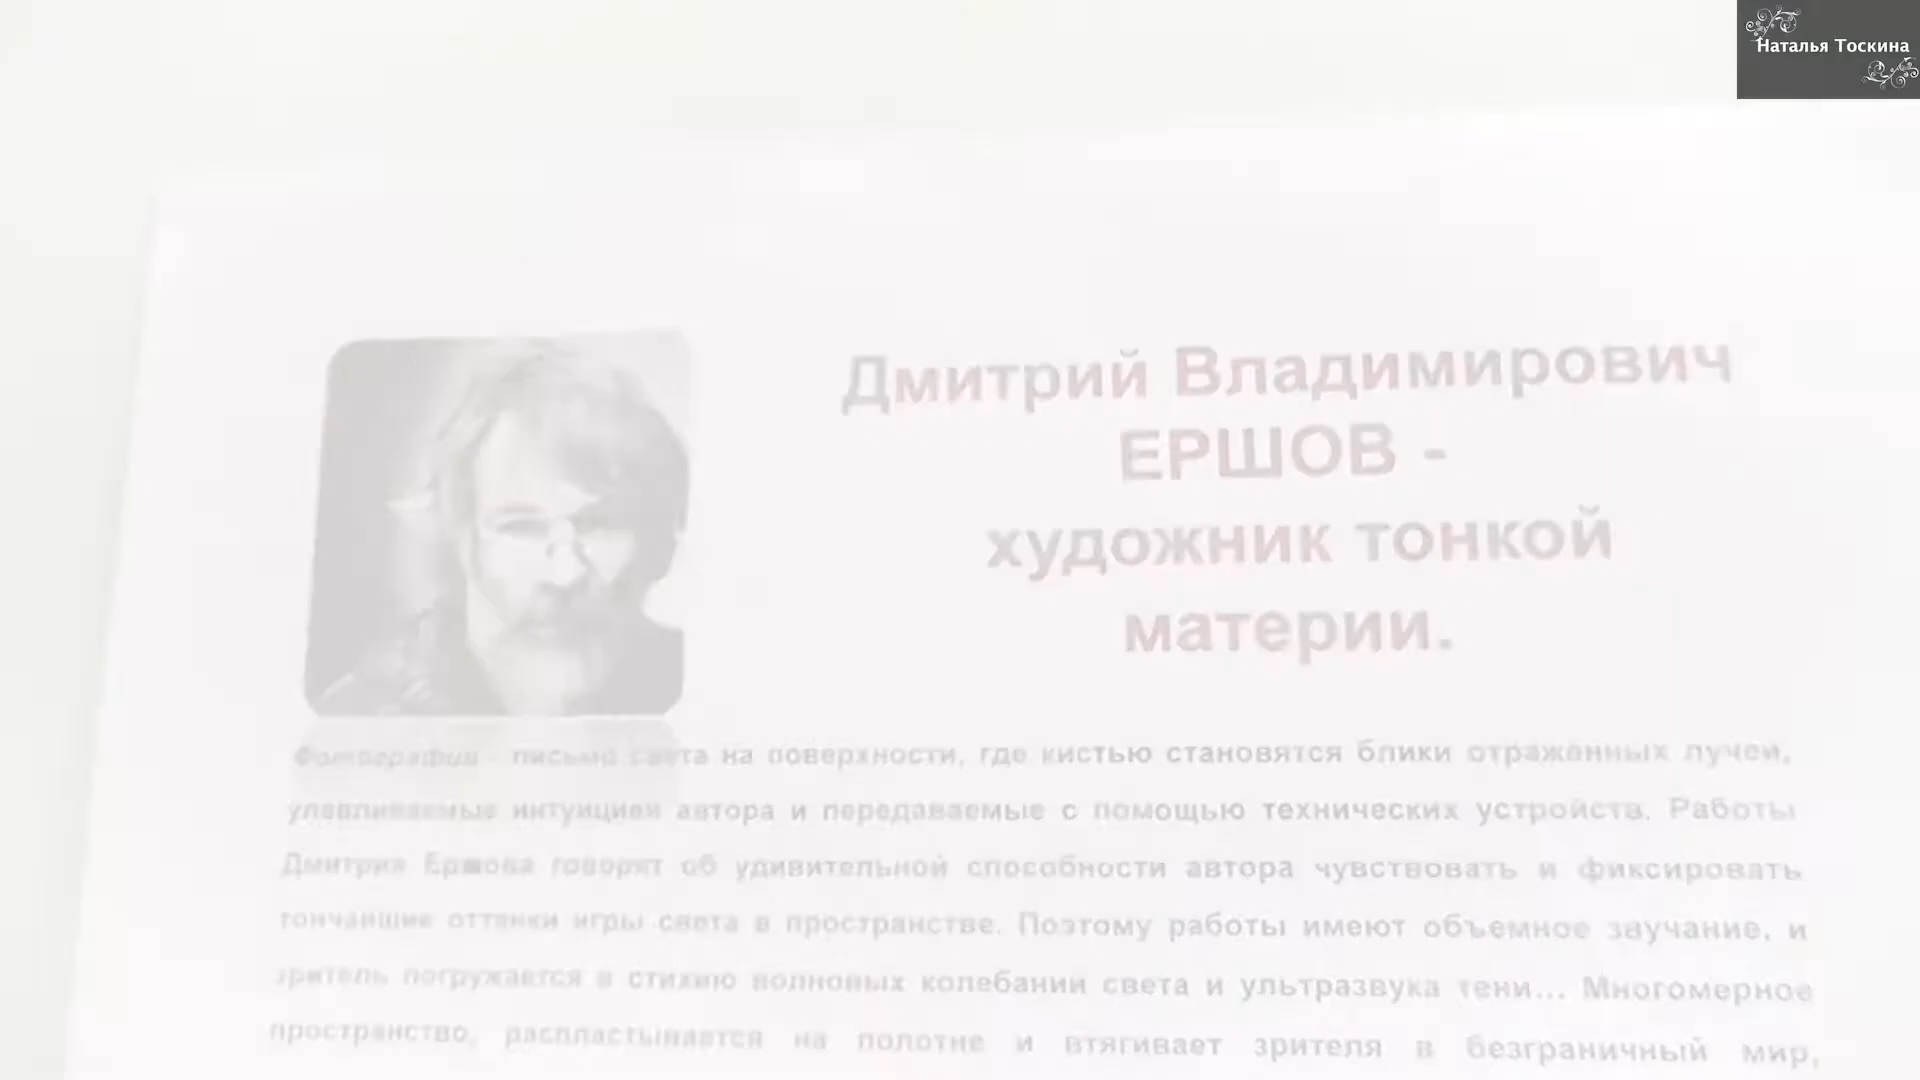 Наталья Тоскина
Дмитрий Владимирович
ЕРШОВ -
художник тонкой
материи.
Фотография - письмо света на поверхности, где кистью становятся блики отраженных лучей,
улавливаемые интуицией автора и передаваемые с помощью технических устройств. Работы
Дмитрия Ершова говорят об удивительной способности автора чувствовать и фиксировать
тончайшие оттенки игры света в пространстве. Поэтому работы имеют объемное звучание, и
зритель погружается в стихию волновых колебаний света и ультразвука тени... Многомерное
пространство, распластывается на полотне и втягивает зрителя в безграничный мир,